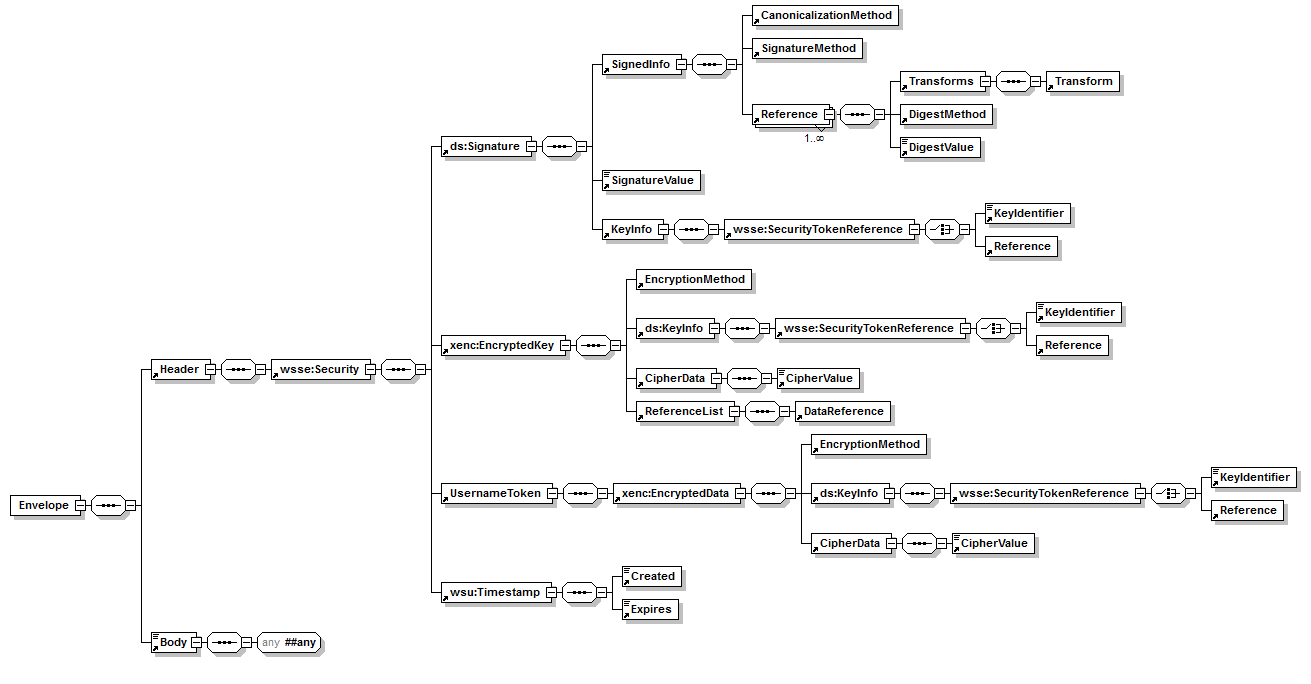 CanonicalizationMethod
SignatureMethod
SignedInfo
Transforms
Transform
Reference
DigestMethod
1..∞
DigestValue
ds:Signature
SignatureValue
KeyIdentifier
KeyInfo
wsse:SecurityTokenReference
Reference
EncryptionMethod
KeyIdentifier
ds:KeyInfo
wsse:SecurityTokenReference
xenc:EncryptedKey
Reference
Header
wsse:Security
CipherData
CipherValue
ReferenceList
DataReference
EncryptionMethod
KeyIdentifier
UsernameToken
xenc:EncryptedData
ds:KeyInfo
wsse:SecurityTokenReference
Envelope
Reference
CipherData
CipherValue
Created
wsu:Timestamp
Expires
Body
any ##any